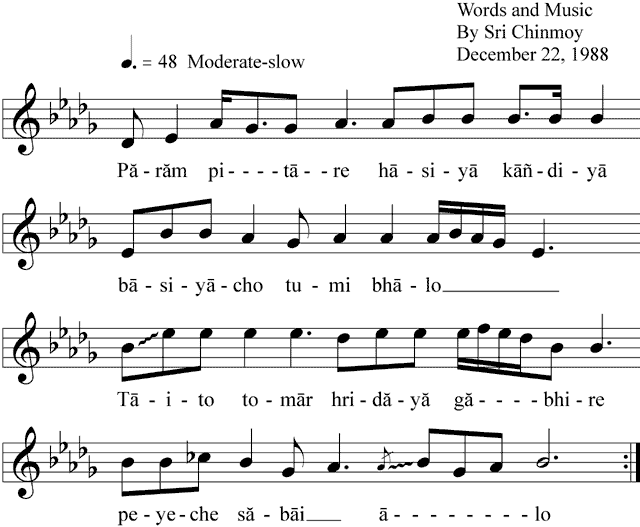 Words and Music
By Sri Chinmoy
December 22, 1988
♩. = 48 Moderate-slow
Pă - răm pi - - - - tā - - re hā - si - yā kāñ - di - yā
bā - si - yā - cho tu - mi bhā - lo
Tā - i - to to - mār hri - dă - yă gă - - - - bhi - re
pe - ye - che să - bāi ā - - - - - - - - lo